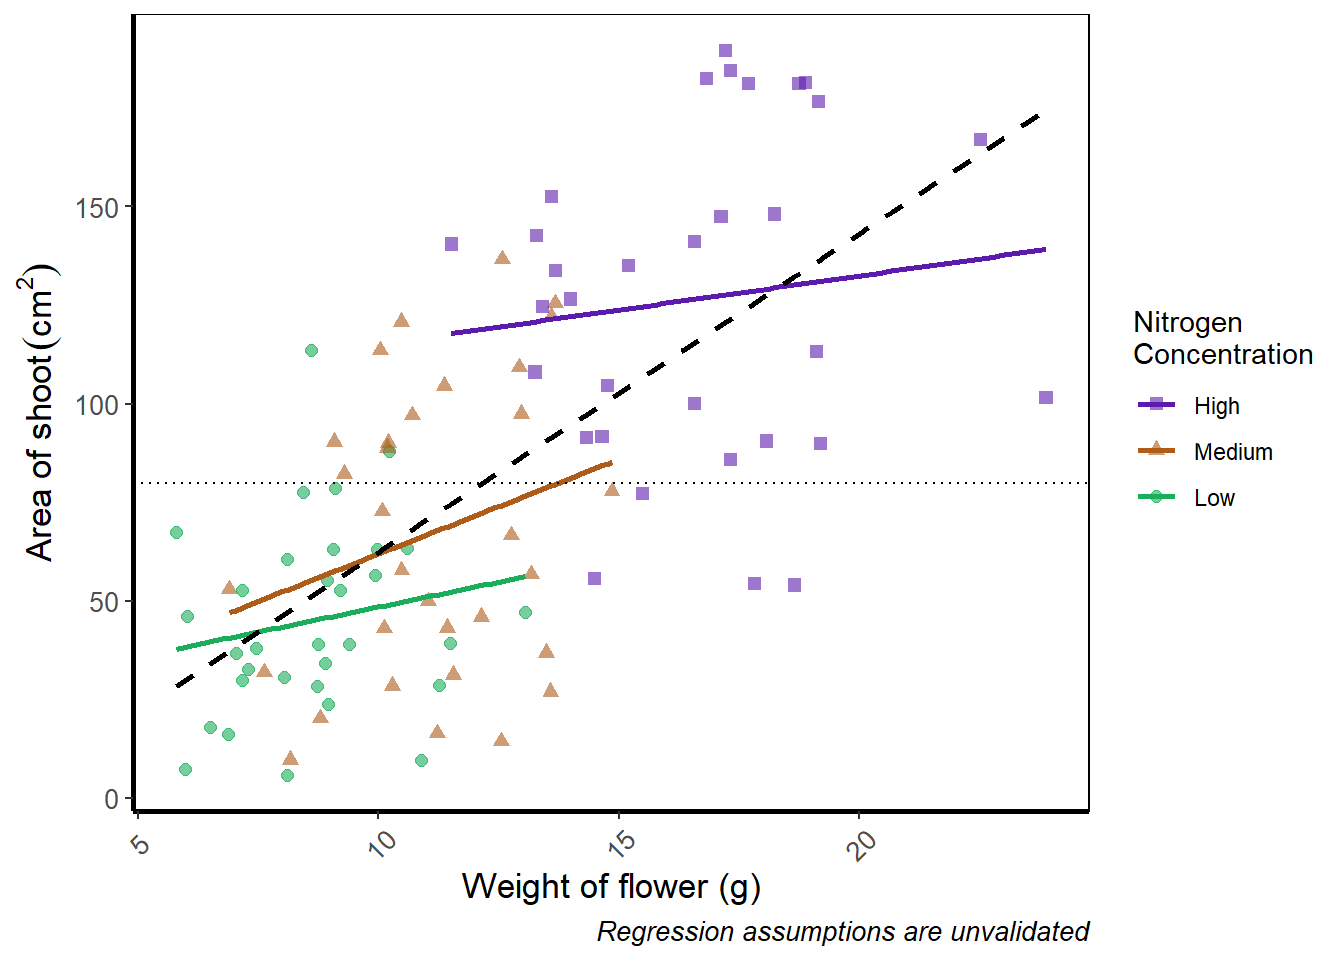 Area of shoot(cm²)
150
100
50
0
5
10
15
20
Weight of flower (g)
Regression assumptions are unvalidated
Nitrogen
Concentration
High
Medium
Low